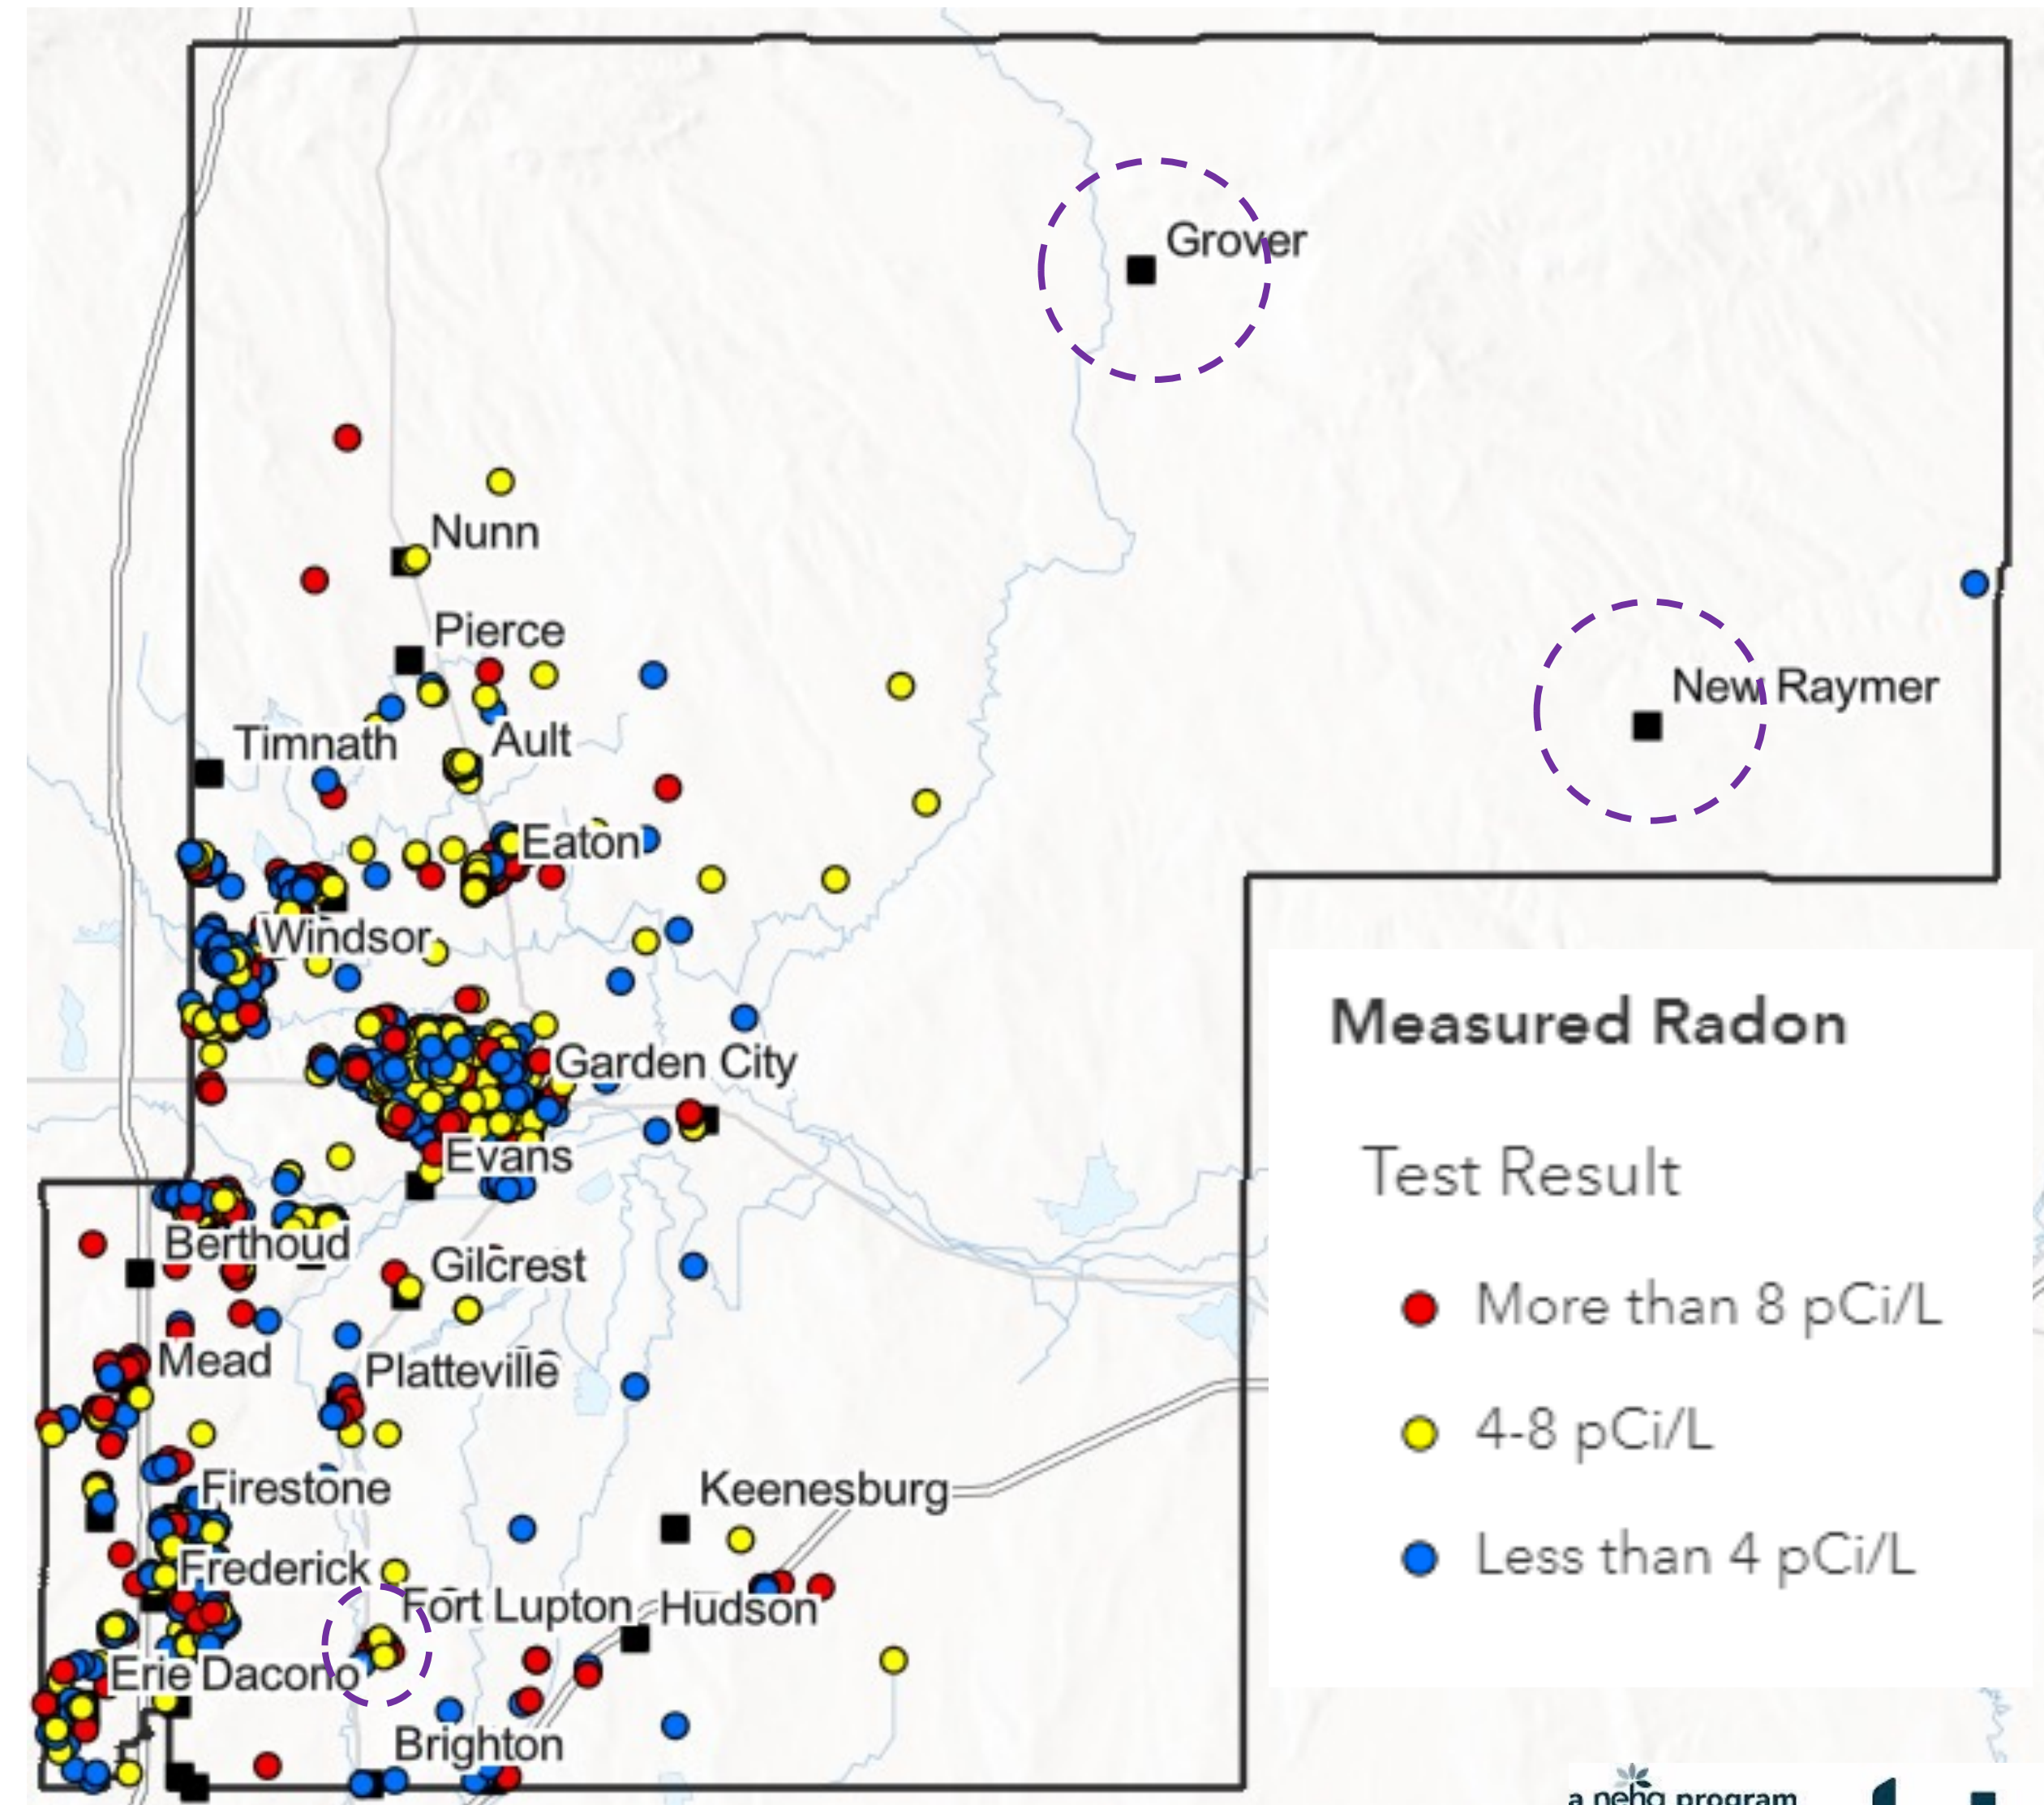 Grover
Nunn
Pierce
New Raymer
Timnath
Ault
Eaton
Windsor
Measured Radon
Garden City
Evans
Test Result
Berthoud
Gilcrest
More than 8 pCi/L
Mead
Platteville
4-8 pCi/L
Firestone
Keenesburg
Less than 4 pCi/L
Frederick
Fort Lupton
Hudson
Erie
Dacono
Brighton
a neha program